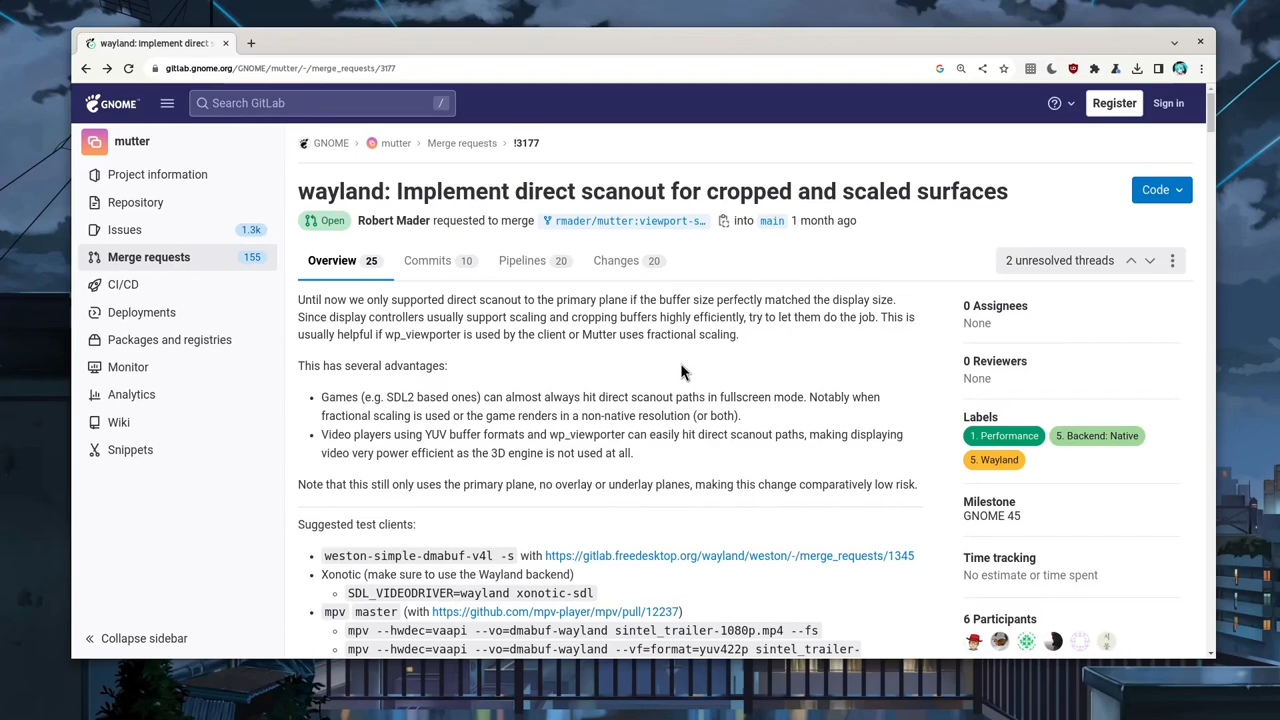 wayland: Implement direct s
gitlab.gnome.org/GNOME/mutter/-/merge_requests/3177
GNOME
Search GitLab
/
Register
Sign in
mutter
Project information
Repository
Issues 1.3k
Merge requests 155
CI/CD
Deployments
Packages and registries
Monitor
Analytics
Wiki
Snippets
Collapse sidebar
GNOME > mutter > Merge requests > !3177
wayland: Implement direct scanout for cropped and scaled surfaces
Code
Open Robert Mader requested to merge rmader/mutter:viewport-s… into main 1 month ago
Overview 25 Commits 10 Pipelines 20 Changes 20
2 unresolved threads
Until now we only supported direct scanout to the primary plane if the buffer size perfectly matched the display size.
Since display controllers usually support scaling and cropping buffers highly efficiently, try to let them do the job. This is
usually helpful if wp_viewporter is used by the client or Mutter uses fractional scaling.
This has several advantages:
• Games (e.g. SDL2 based ones) can almost always hit direct scanout paths in fullscreen mode. Notably when
fractional scaling is used or the game renders in a non-native resolution (or both).
• Video players using YUV buffer formats and wp_viewporter can easily hit direct scanout paths, making displaying
video very power efficient as the 3D engine is not used at all.
Note that this still only uses the primary plane, no overlay or underlay planes, making this change comparatively low risk.
Suggested test clients:
• weston-simple-dmabuf-v4l -s with https://gitlab.freedesktop.org/wayland/weston/-/merge_requests/1345
• Xonotic (make sure to use the Wayland backend)
◦ SDL_VIDEODRIVER=wayland xonotic-sdl
• mpv master (with https://github.com/mpv-player/mpv/pull/12237)
◦ mpv --hwdec=vaapi --vo=dmabuf-wayland sintel_trailer-1080p.mp4 --fs
◦ mpv --hwdec=vaapi --vo=dmabuf-wayland --vf=format=yuv422p sintel_trailer-
0 Assignees
None
0 Reviewers
None
Labels
1. Performance
5. Backend: Native
5. Wayland
Milestone
GNOME 45
Time tracking
No estimate or time spent
6 Participants